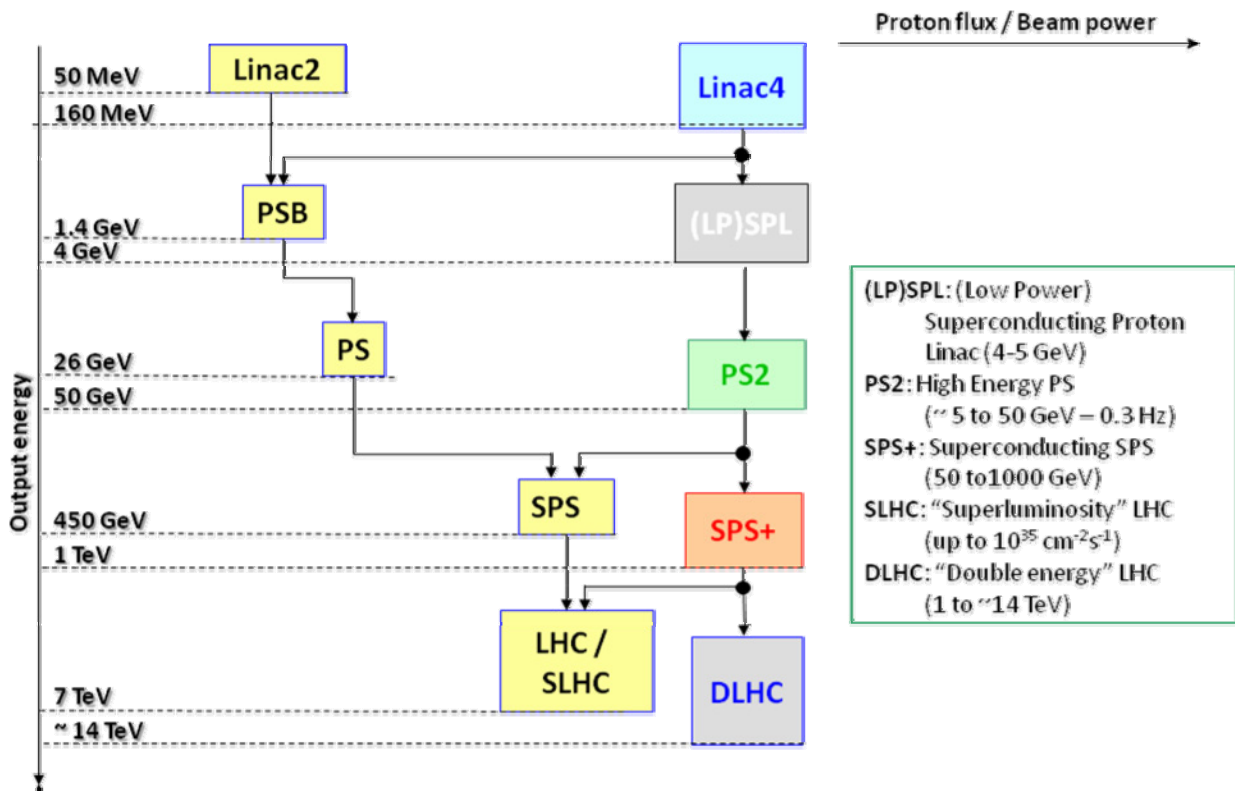 Proton flux / Beam power
Linac2
Linac4
50 MeV
160 MeV
PSB
(LP)SPL
1.4 GeV
4 GeV
PS
PS2
26 GeV
50 GeV
SPS
SPS+
450 GeV
1 TeV
LHC /
SLHC
DLHC
7 TeV
~ 14 TeV
Output energy
(LP)SPL: (Low Power)
Superconducting Proton
Linac (4-5 GeV)
PS2: High Energy PS
(~ 5 to 50 GeV – 0.3 Hz)
SPS+: Superconducting SPS
(50 to1000 GeV)
SLHC: “Superluminosity” LHC
(up to 10³⁵ cm⁻²s⁻¹)
DLHC: “Double energy” LHC
(1 to ~14 TeV)